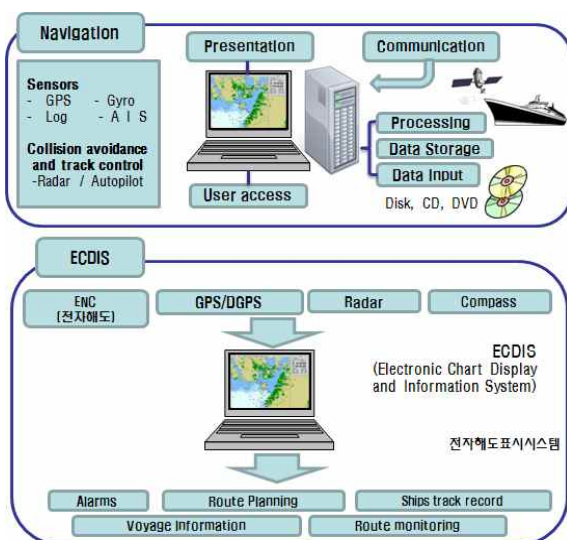 Navigation
Presentation
Communication
Sensors
- GPS - Gyro
- Log - A I S
Collision avoidance
and track control
-Radar / Autopilot
Processing
Data Storage
Data Input
User access
Disk, CD, DVD
ECDIS
ENC
(전자해도)
GPS/DGPS
Radar
Compass
ECDIS
(Electronic Chart Display
and Information System)
전자해도표시시스템
Alarms
Route Planning
Ships track record
Voyage Information
Route monitoring